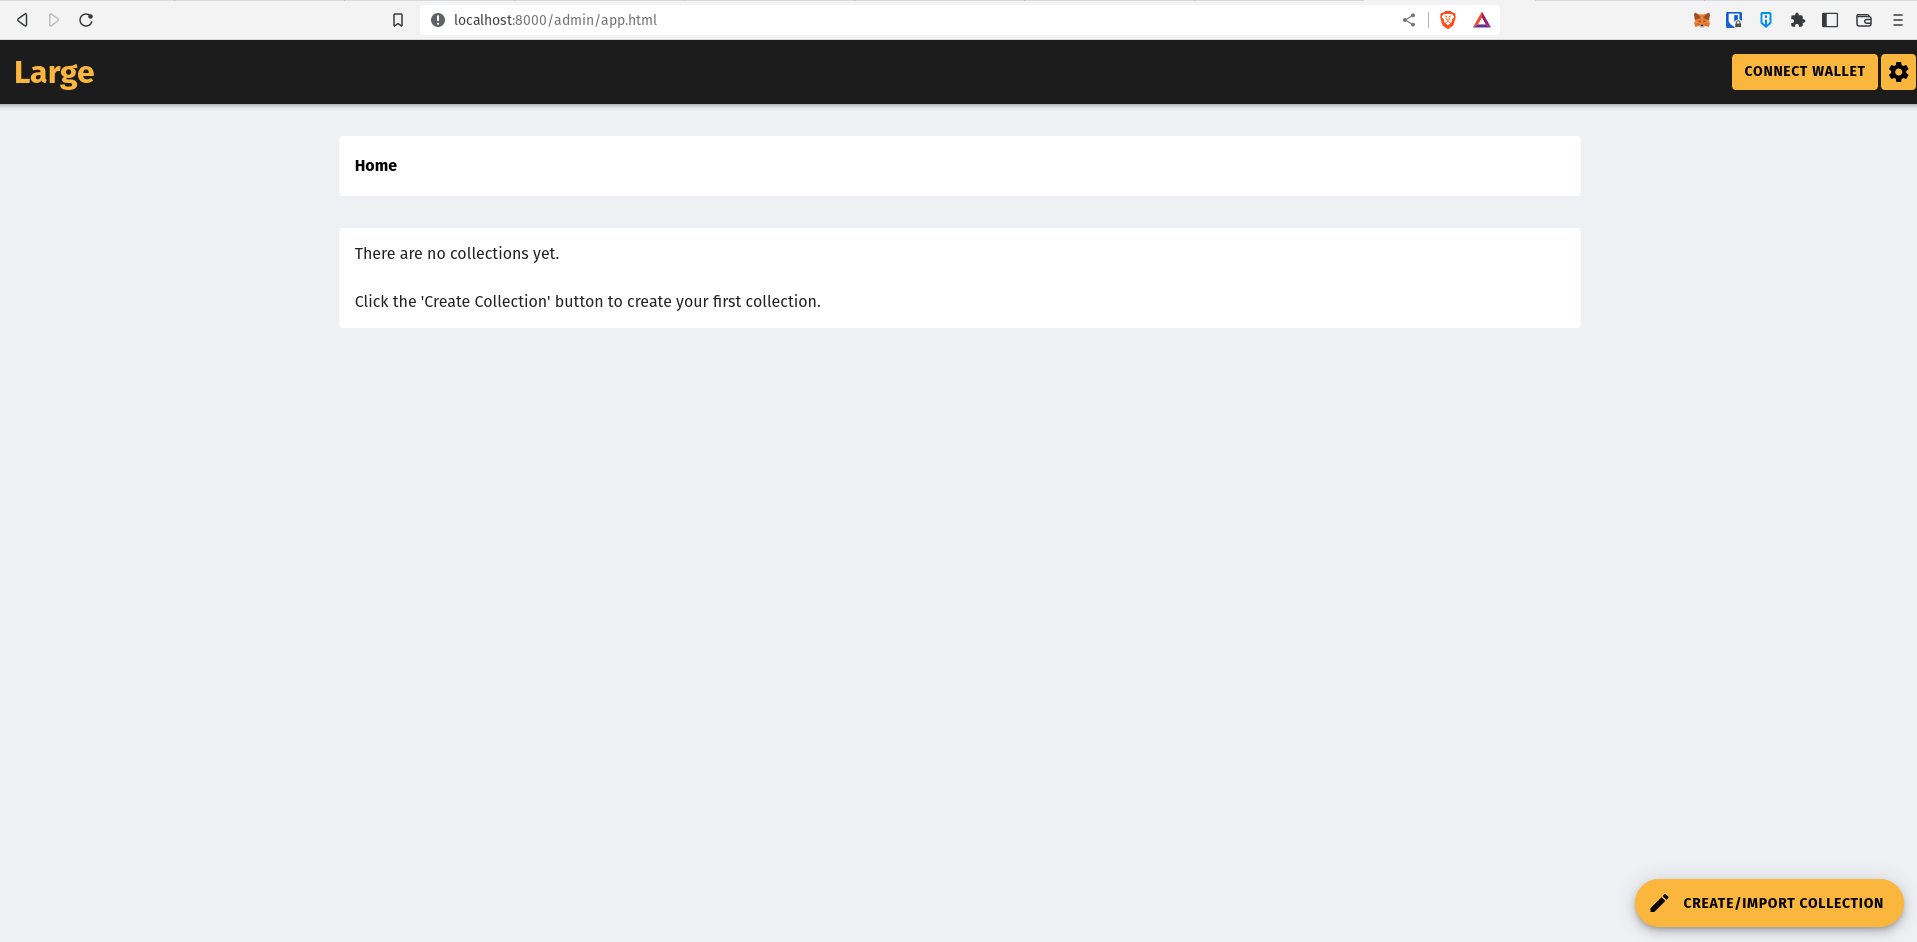 localhost:8000/admin/app.html
Large
CONNECT WALLET
Home
There are no collections yet.
Click the 'Create Collection' button to create your first collection.
CREATE/IMPORT COLLECTION